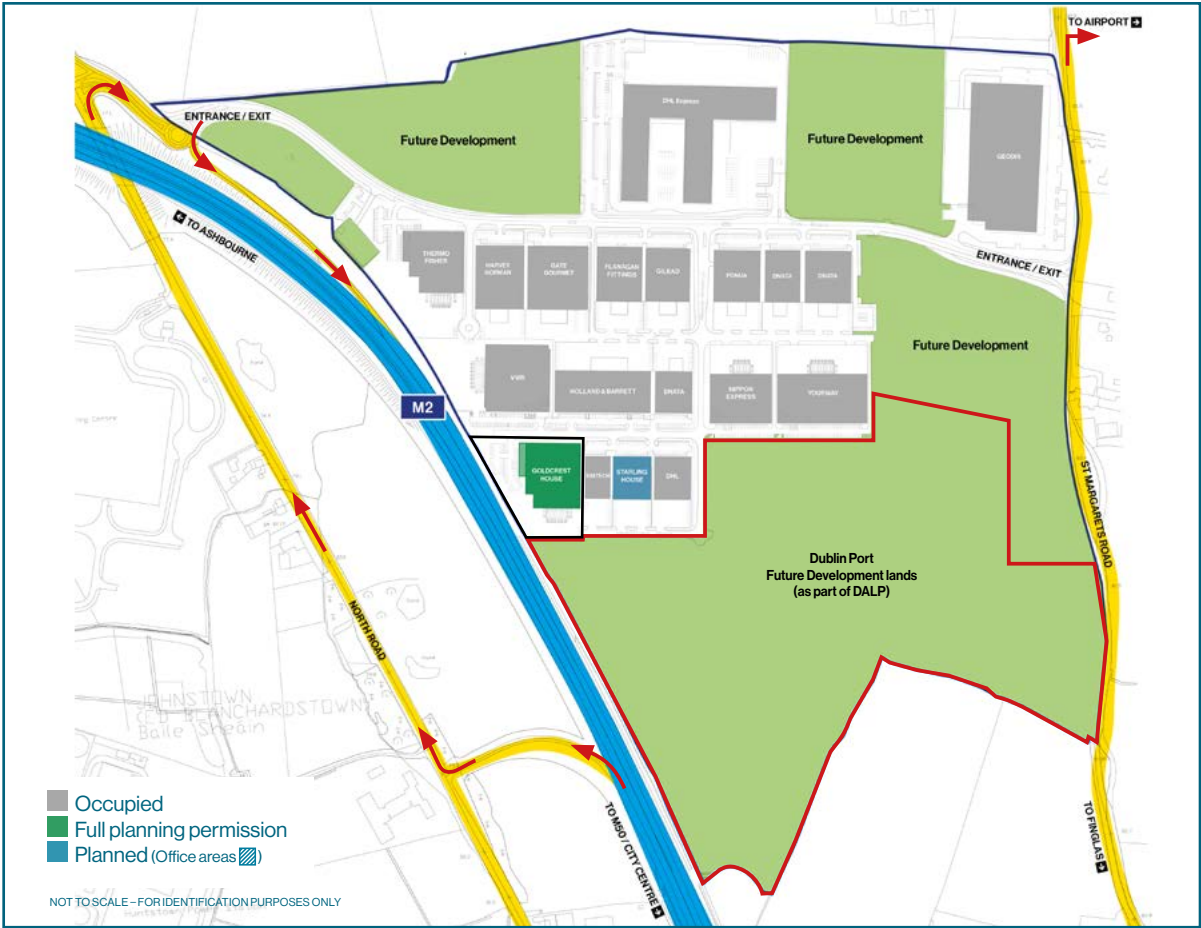 TO AIRPORT
ENTRANCE / EXIT
Future Development
DHL Express
Future Development
GEODIS
TO ASHBOURNE
THERMO
FISHER
HARVEY
NORMAN
GATE
GOURMET
FLANAGAN
FITTINGS
GILEAD
DNATA
DNATA
ENTRANCE / EXIT
Future Development
M2
VWR
HOLLAND & BARRETT
DNATA
NIPPON
EXPRESS
YOURWAY
GOLDCREST
HOUSE
STARLING
HOUSE
DHL
ST MARGARETS ROAD
Dublin Port
Future Development lands
(as part of DALP)
NORTH ROAD
JOHNSTOWN
BLANCHARDSTOWN
Baile Sheáin
TO M50 / CITY CENTRE
TO FINGLAS
Occupied
Full planning permission
Planned (Office areas)
NOT TO SCALE – FOR IDENTIFICATION PURPOSES ONLY